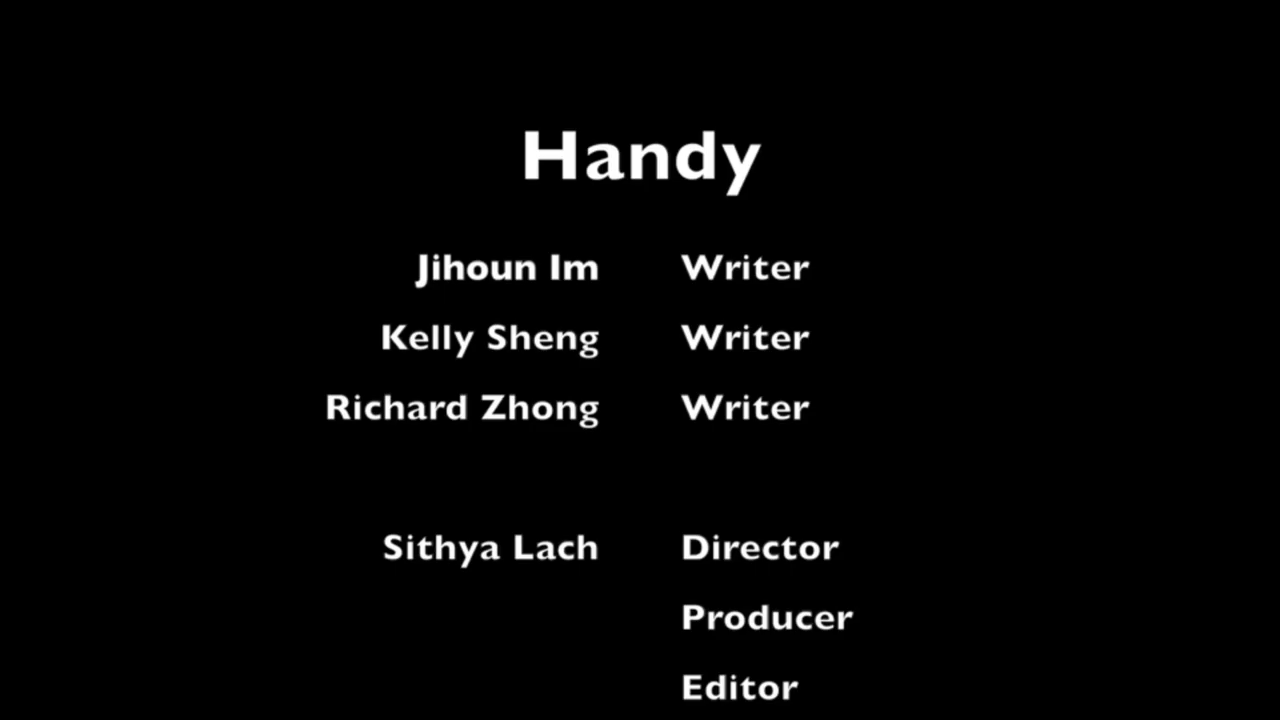 Handy
Jihoun Im Writer
Kelly Sheng Writer
Richard Zhong Writer
Sithya Lach Director
Producer
Editor